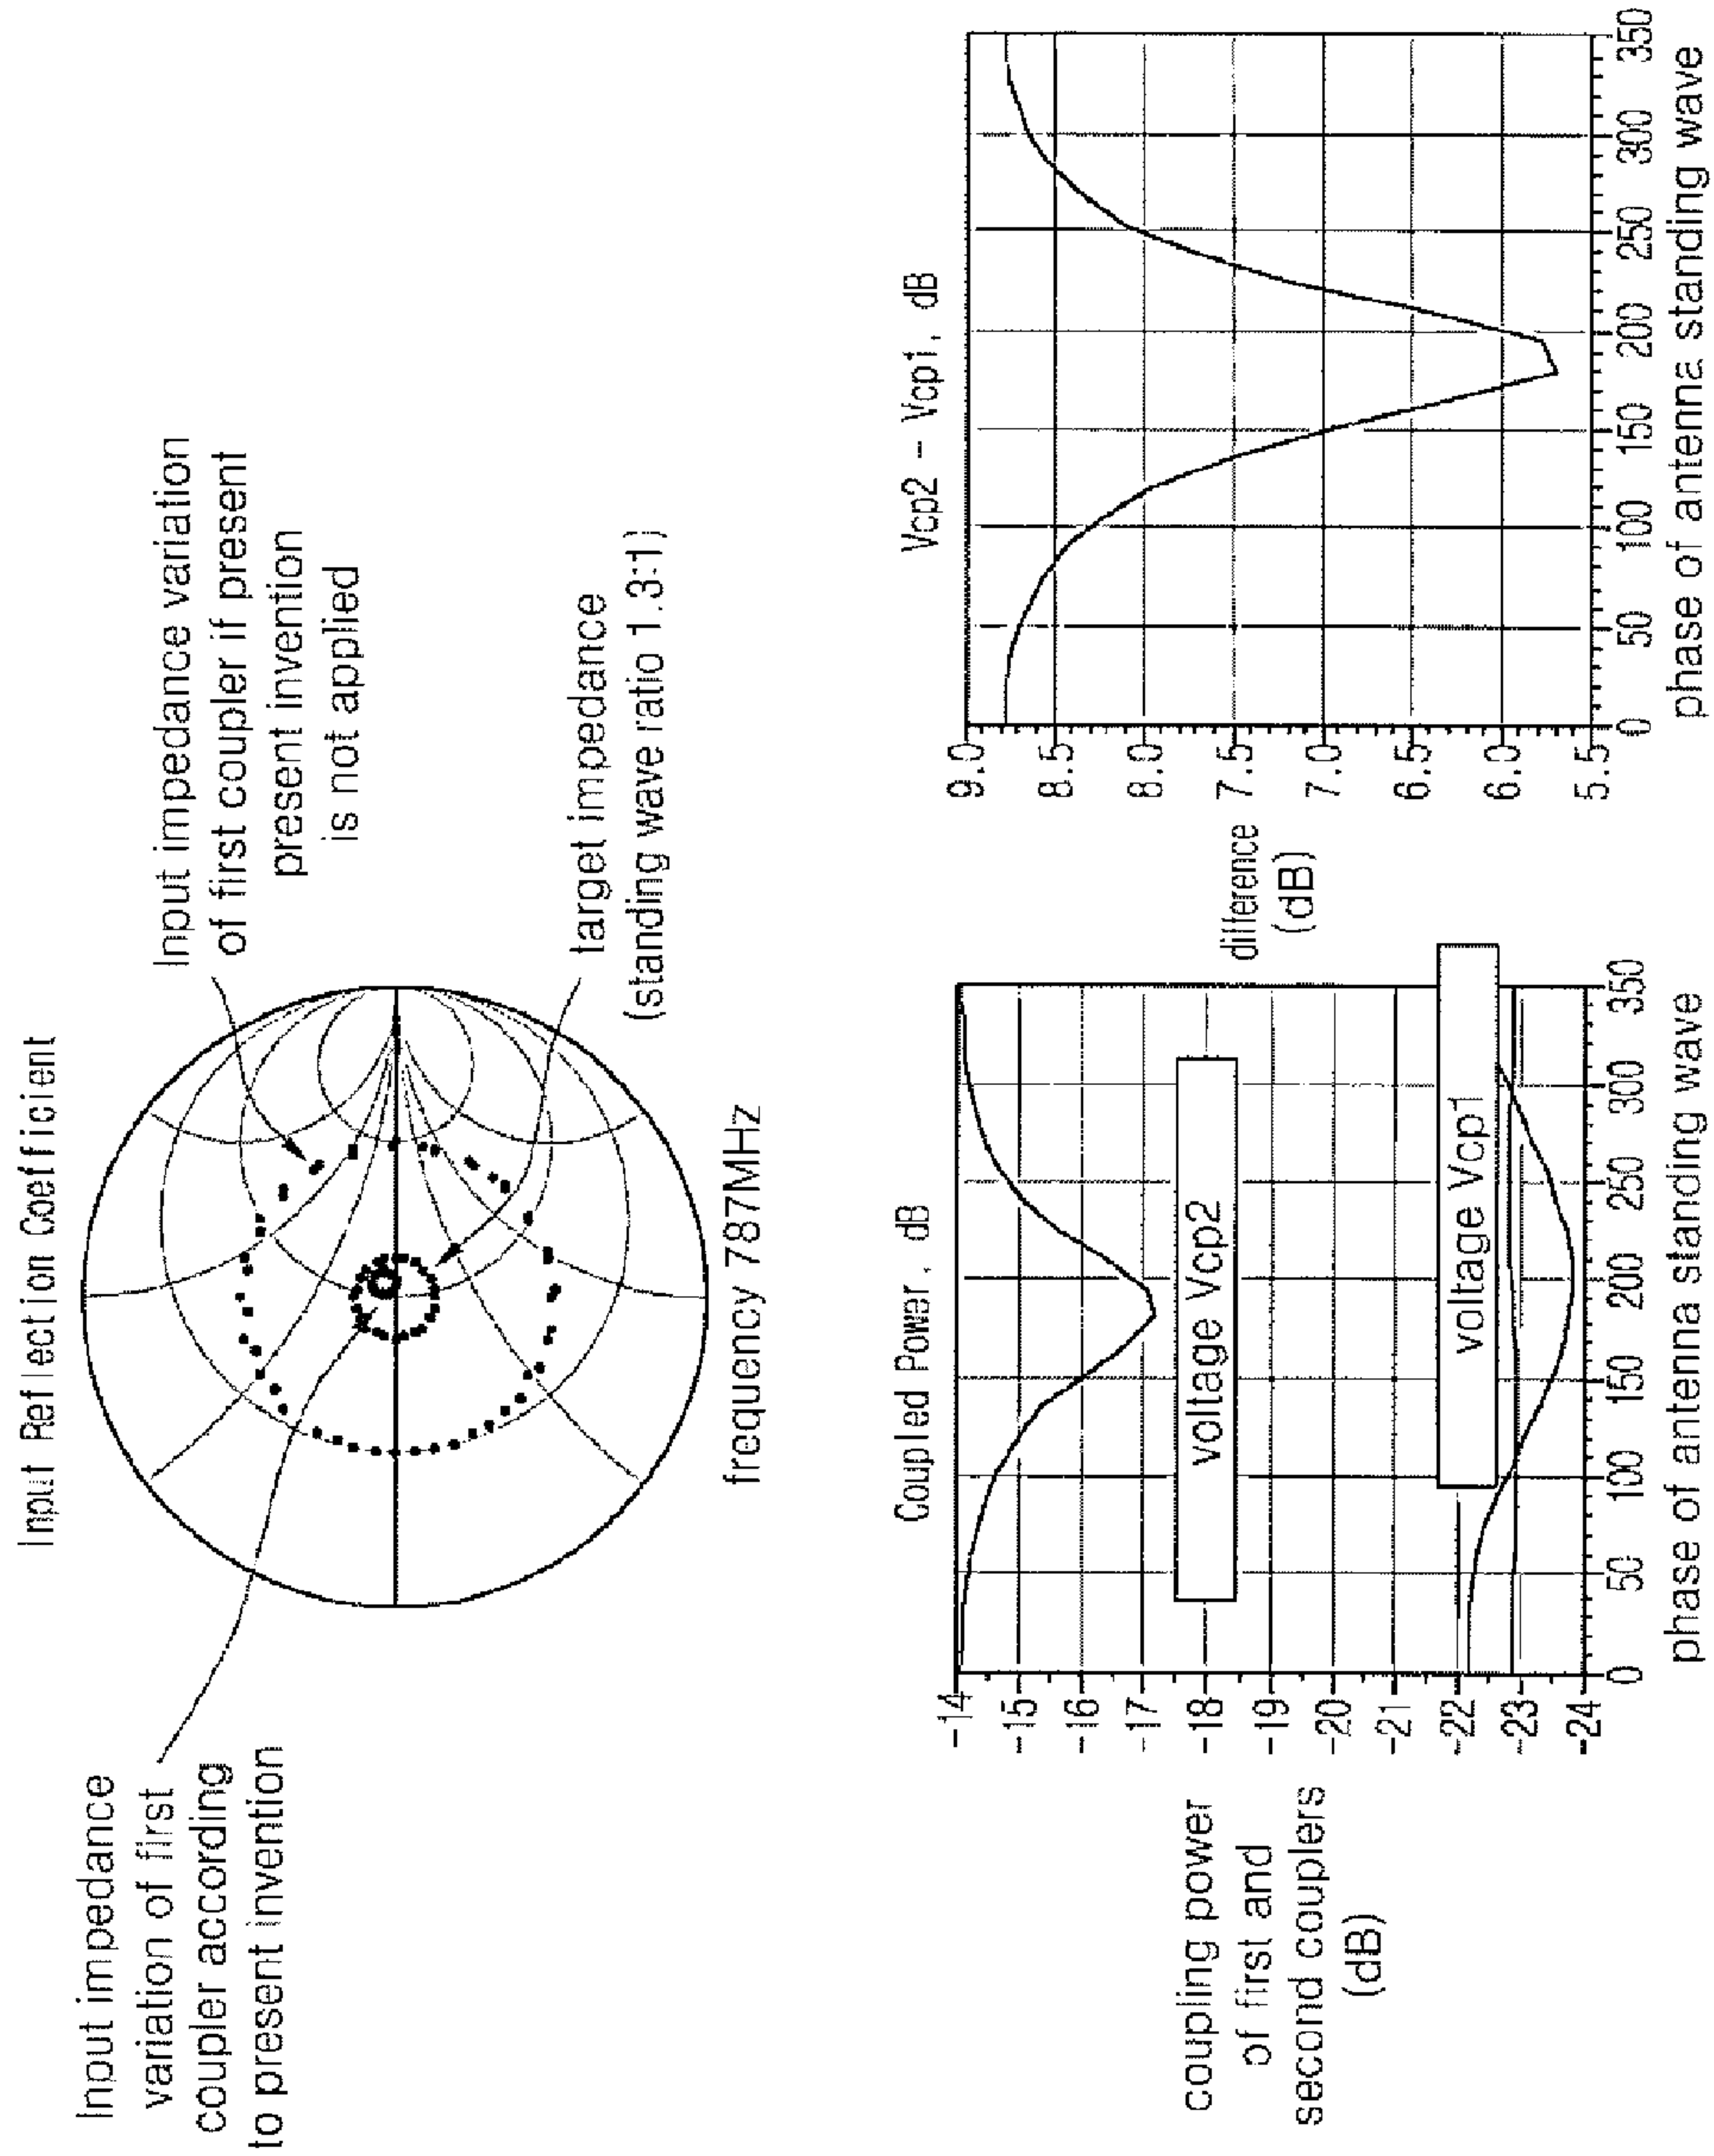 Input Reflection Coefficient
Input impedance
variation of first
coupler according
to present invention
Input impedance variation
of first coupler if present
present invention
is not applied
target impedance
(standing wave ratio 1.3:1)
frequency 787MHz
Coupled Power, dB
coupling power
of first and
second couplers
(dB)
-14
-15
-16
-17
-18
-19
-20
-21
-22
-23
-24
voltage Vcp2
voltage Vcp1
0 50 100 150 200 250 300 350
phase of antenna standing wave
Vcp2 - Vcp1, dB
difference
(dB)
9.0
8.5
8.0
7.5
7.0
6.5
6.0
5.5
0 50 100 150 200 250 300 350
phase of antenna standing wave